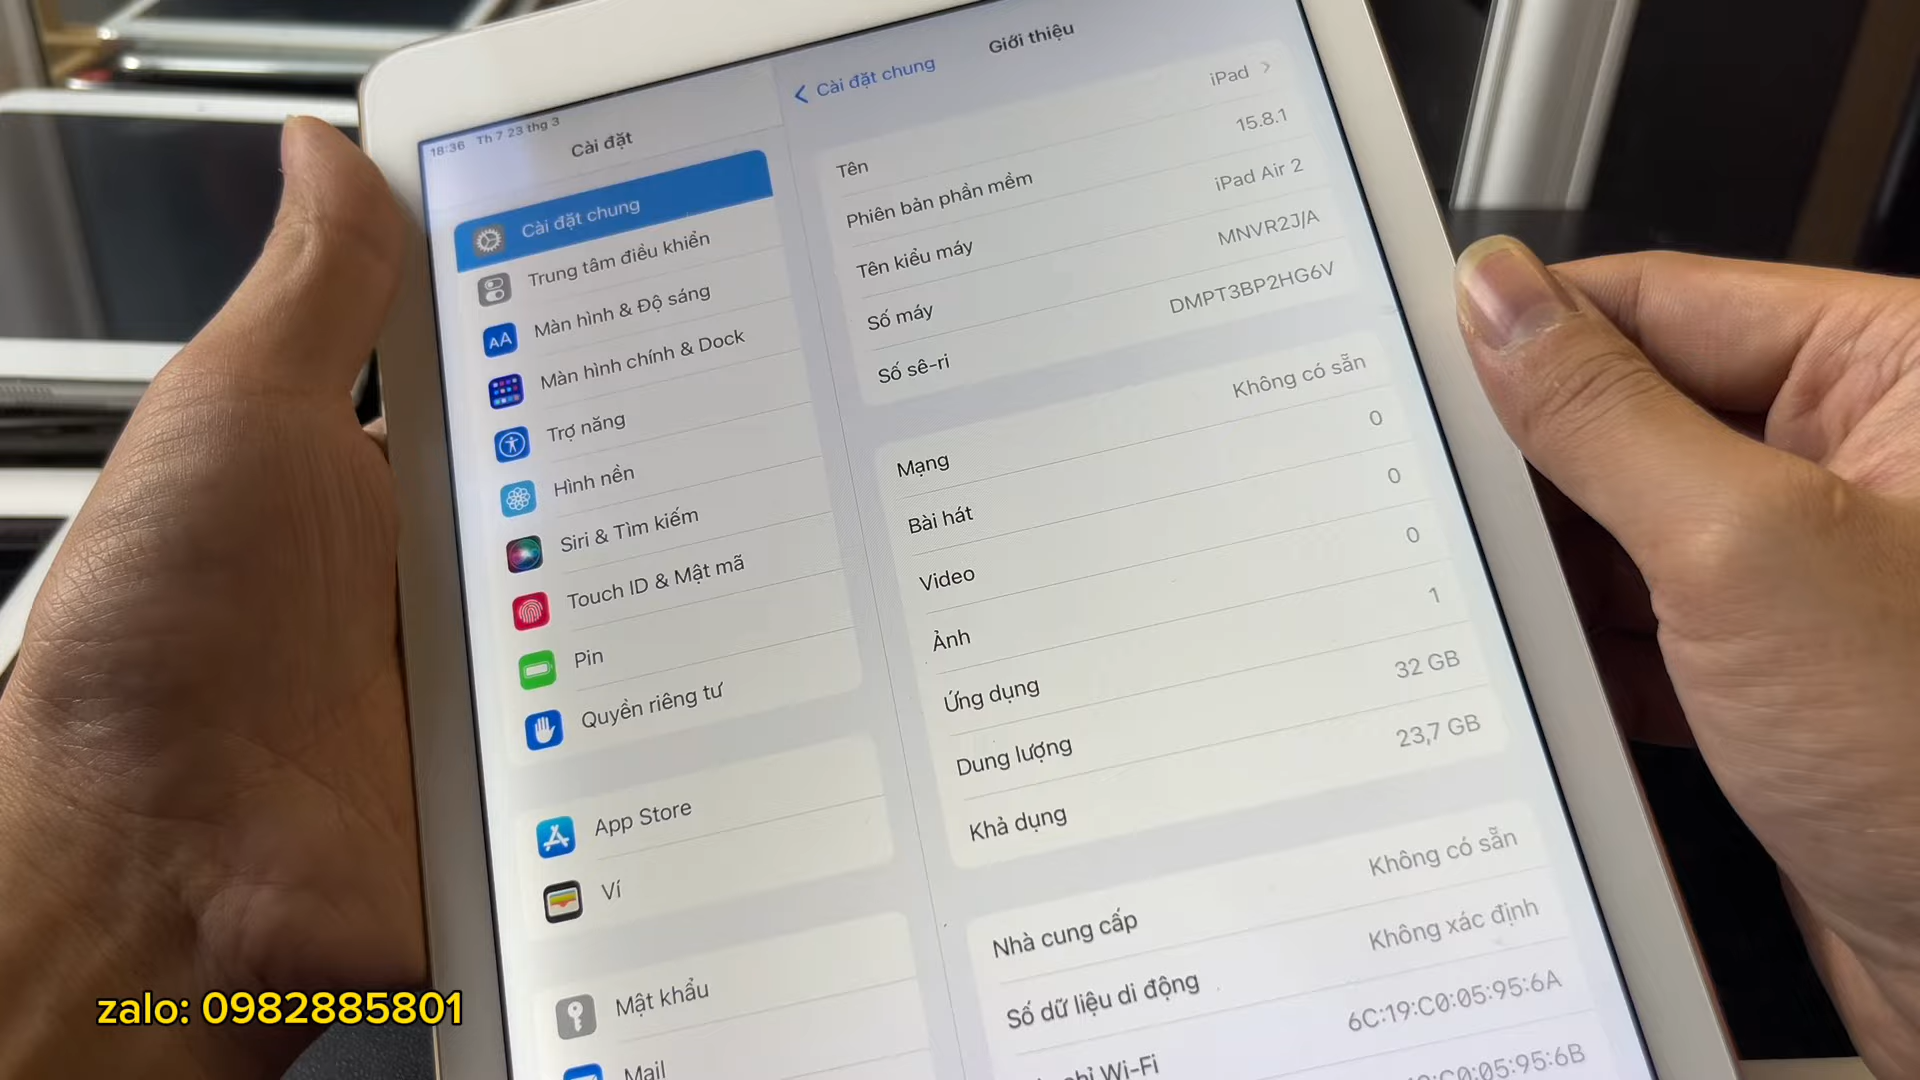 18:36 Th 7 23 thg 3
Cài đặt
Cài đặt chung
Trung tâm điều khiển
Màn hình & Độ sáng
Màn hình chính & Dock
Trợ năng
Hình nền
Siri & Tìm kiếm
Touch ID & Mật mã
Pin
Quyền riêng tư
App Store
Ví
Mật khẩu
Mail
Cài đặt chung
Giới thiệu
Tên iPad
Phiên bản phần mềm 15.8.1
Tên kiểu máy iPad Air 2
Số máy MNVR2J/A
Số sê-ri DMPT3BP2HG6V
Mạng Không có sẵn
Bài hát 0
Video 0
Ảnh 0
Ứng dụng 1
Dung lượng 32 GB
Khả dụng 23,7 GB
Nhà cung cấp Không có sẵn
Số dữ liệu di động Không xác định
Wi-Fi 6C:19:C0:05:95:6A
:C0:05:95:6B
zalo: 0982885801